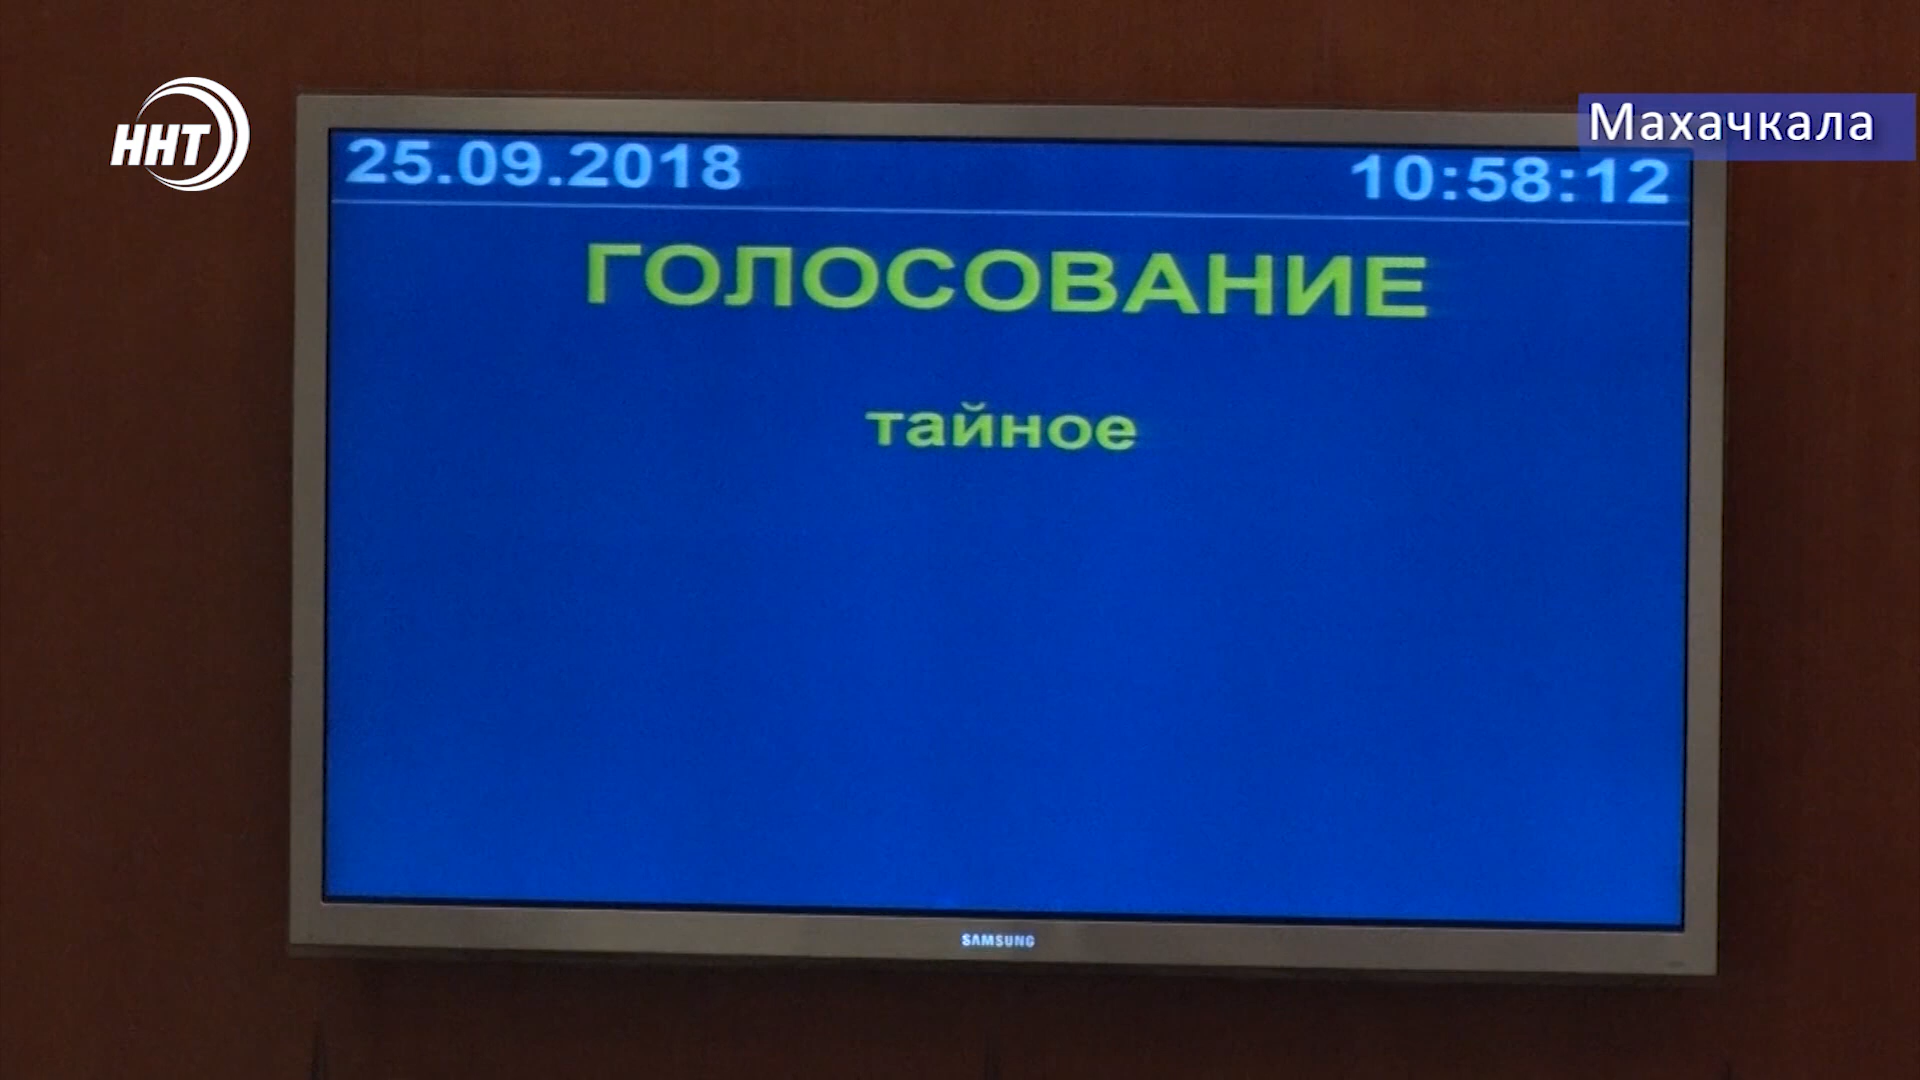 ННТ
Махачкала
25.09.2018 10:58:12
ГОЛОСОВАНИЕ
тайное
SAMSUNG